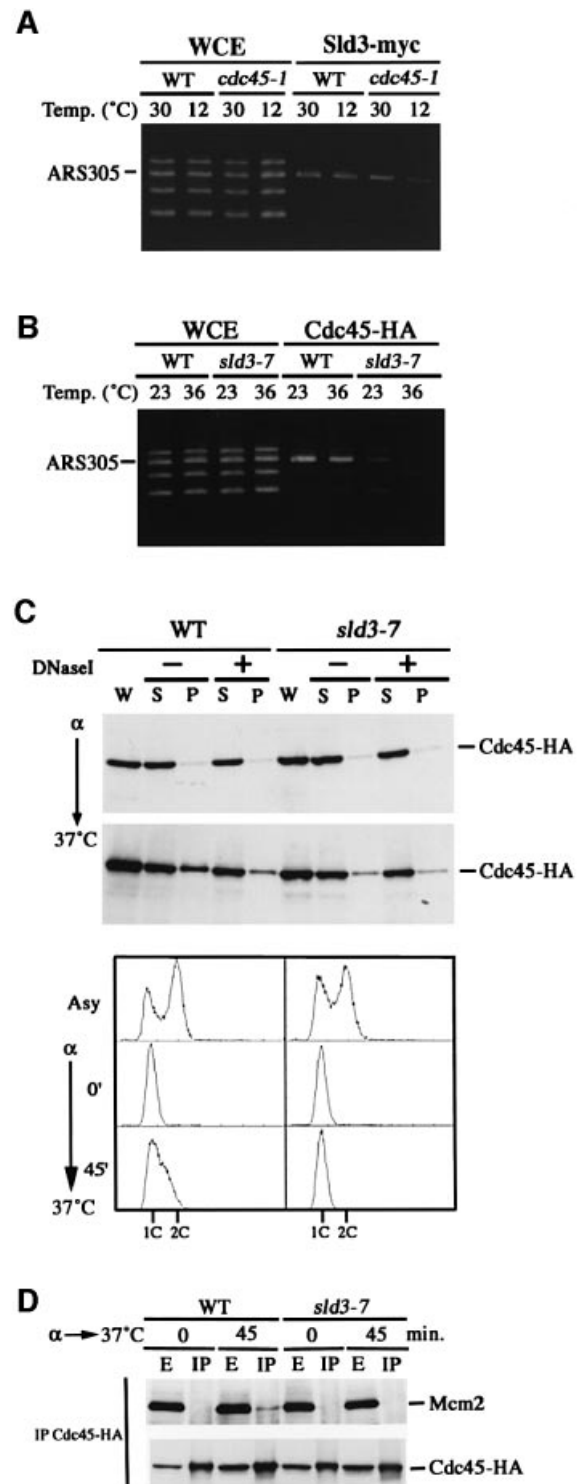 A
WCE Sld3-myc
WT cdc45-1 WT cdc45-1
Temp. (°C) 30 12 30 12 30 12 30 12
ARS305
B
WCE Cdc45-HA
WT sld3-7 WT sld3-7
Temp. (°C) 23 36 23 36 23 36 23 36
ARS305
C
WT sld3-7
DNaseI − + − +
W S P S P W S P S P
α
Cdc45-HA
37°C
Cdc45-HA
Asy
α
0'
45'
37°C
1C 2C 1C 2C
D
WT sld3-7
α→37°C 0 45 0 45 min.
E IP E IP E IP E IP
Mcm2
IP Cdc45-HA
Cdc45-HA